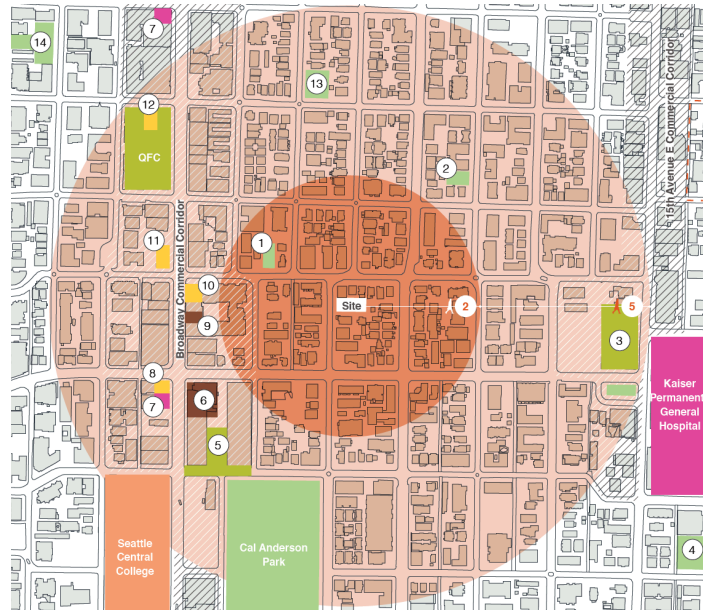 7
14
13
12
QFC
15th Avenue E Commercial Corridor
2
11
1
Broadway Commercial Corridor
10
9
Site
2
5
3
8
7
6
5
Kaiser
Permanente
General
Hospital
Seattle
Central
College
Cal Anderson
Park
4